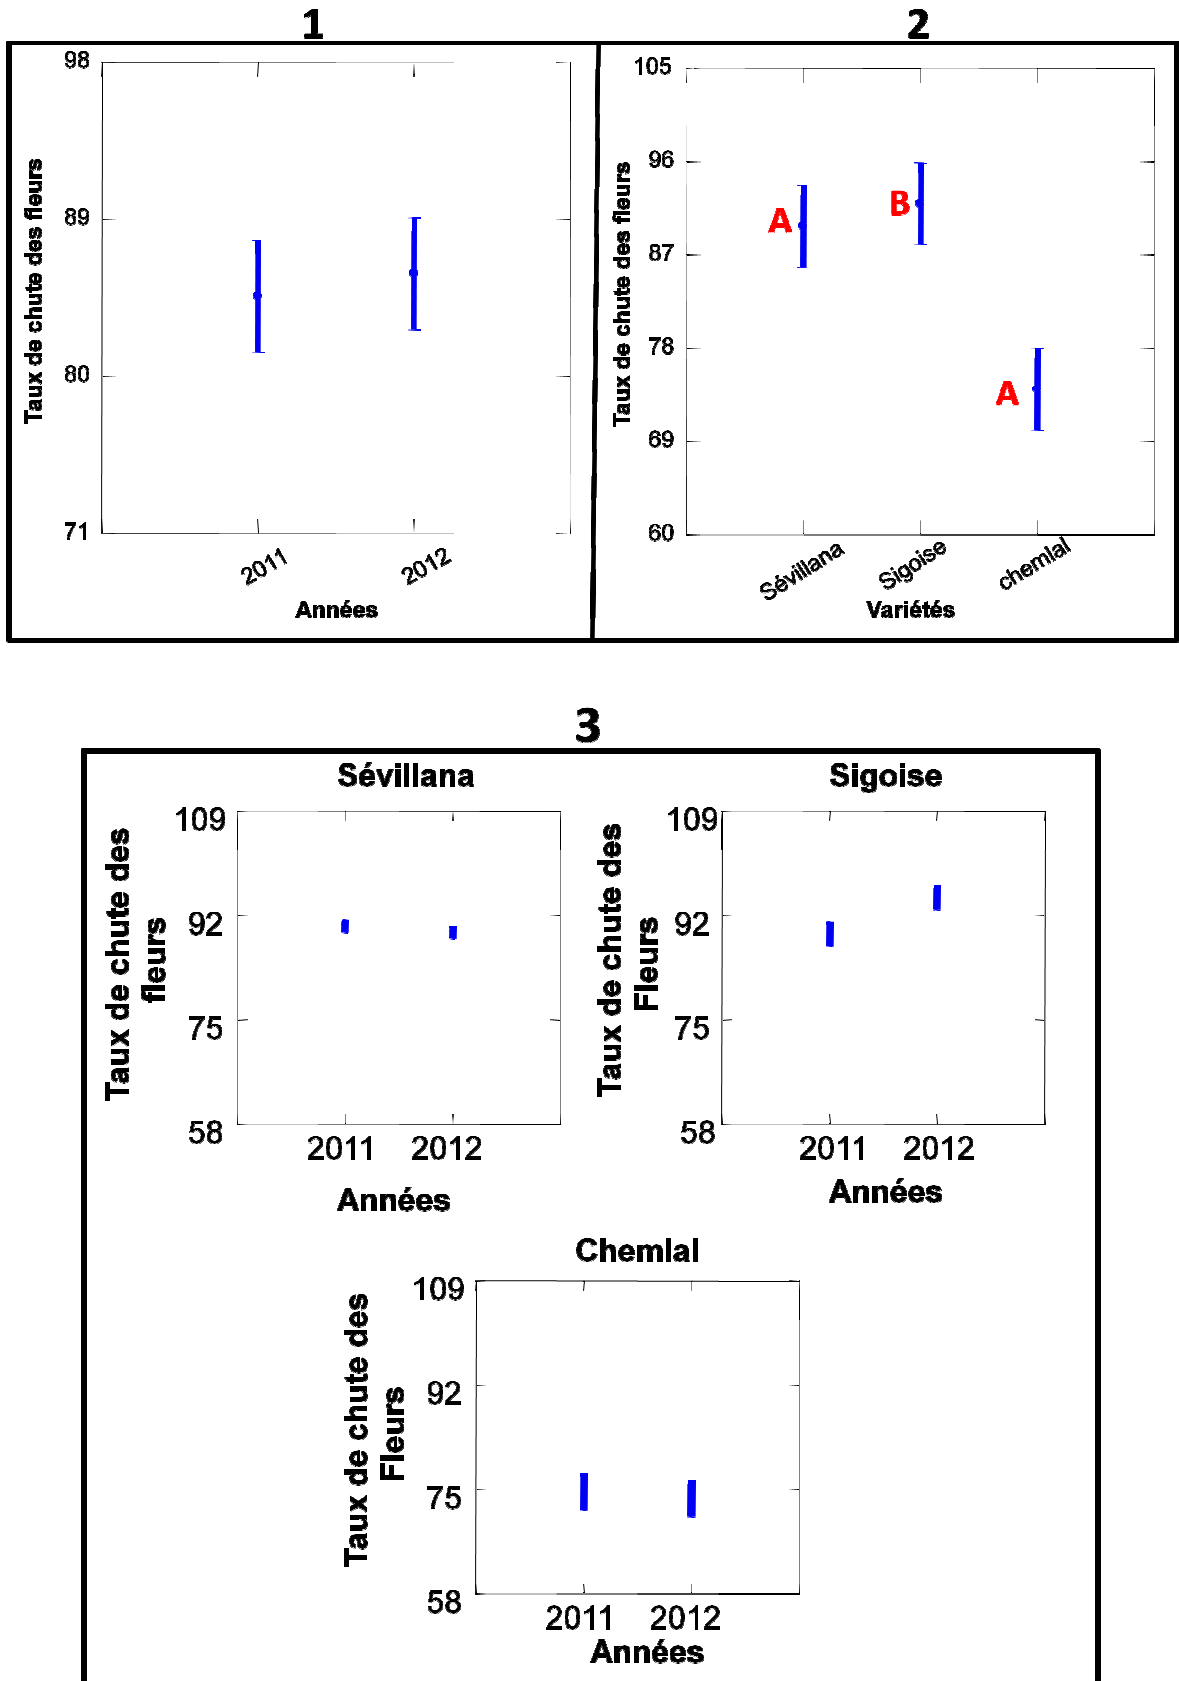 1
2
98
89
80
71
Taux de chute des fleurs
2011
2012
Années
105
96
87
78
69
60
Taux de chute des fleurs
A
B
A
Sévillana
Sigoise
chemlal
Variétés
3
Sévillana
109
92
75
58
Taux de chute des
fleurs
2011 2012
Années
Sigoise
109
92
75
58
Taux de chute des
Fleurs
2011 2012
Années
Chemlal
109
92
75
58
Taux de chute des
Fleurs
2011 2012
Années